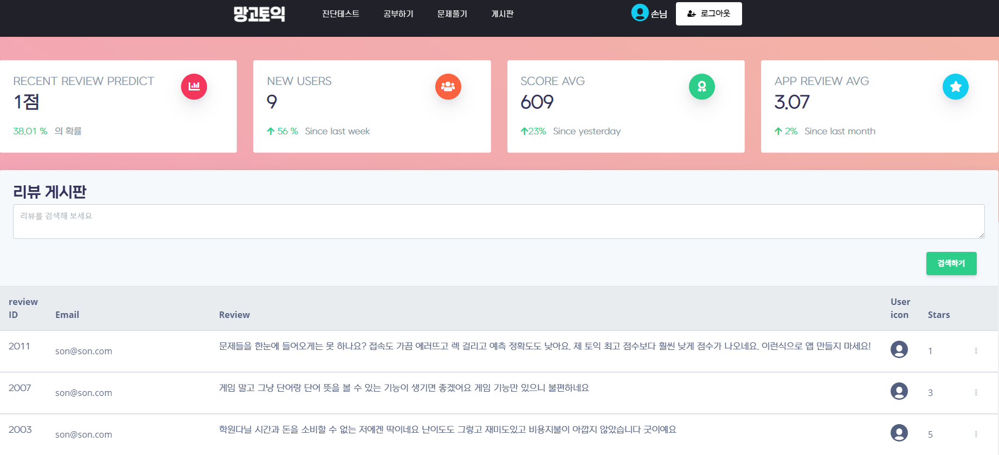 망고토익
진단테스트 공부하기 문제풀기 게시판
손님
로그아웃
RECENT REVIEW PREDICT
1점
38.01 % 의 확률
NEW USERS
9
56 % Since last week
SCORE AVG
609
23% Since yesterday
APP REVIEW AVG
3.07
2% Since last month
리뷰 게시판
리뷰를 검색해 보세요
검색하기
review
ID Email Review User
icon Stars
2011 son@son.com 문제들을 한눈에 들어오게는 못 하나요? 접속도 가끔 에러뜨고 렉 걸리고 예측 정확도도 낮아요. 제 토익 최고 점수보다 훨씬 낮게 점수가 나오네요. 이런식으로 앱 만들지 마세요! 1
2007 son@son.com 게임 말고 그냥 단어랑 단어 뜻을 볼 수 있는 기능이 생기면 좋겠어요 게임 기능만 있으니 불편하네요 3
2003 son@son.com 학원다닐 시간과 돈을 소비할 수 없는 저에겐 딱이네요 난이도도 그렇고 재미도있고 비용지불이 아깝지 않았습니다 굿이예요 5